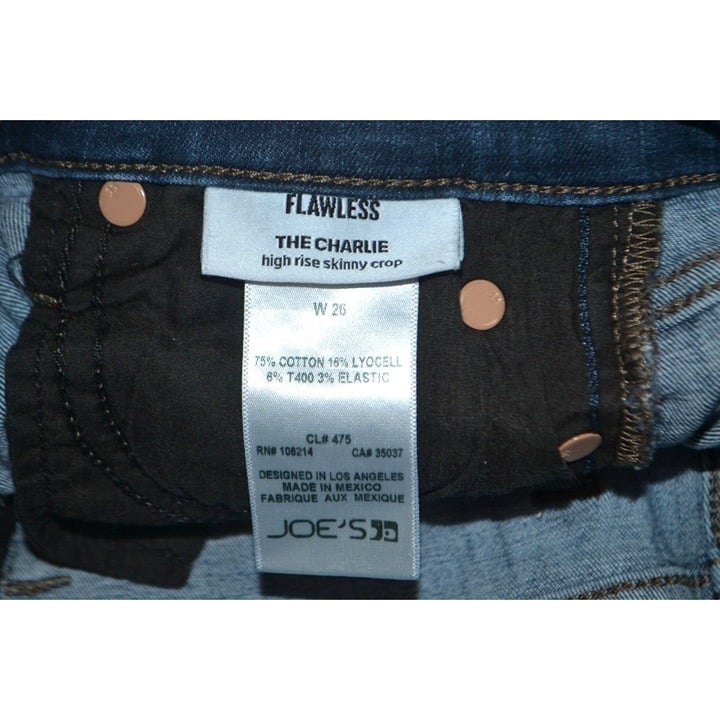 FLAWLESS
THE CHARLIE
high rise skinny crop
W 26
75% COTTON 16% LYOCELL
6% T400 3% ELASTIC
CL# 475
RN# 106214 CA# 35037
DESIGNED IN LOS ANGELES
MADE IN MEXICO
FABRIQUE AUX MEXIQUE
JOE'S